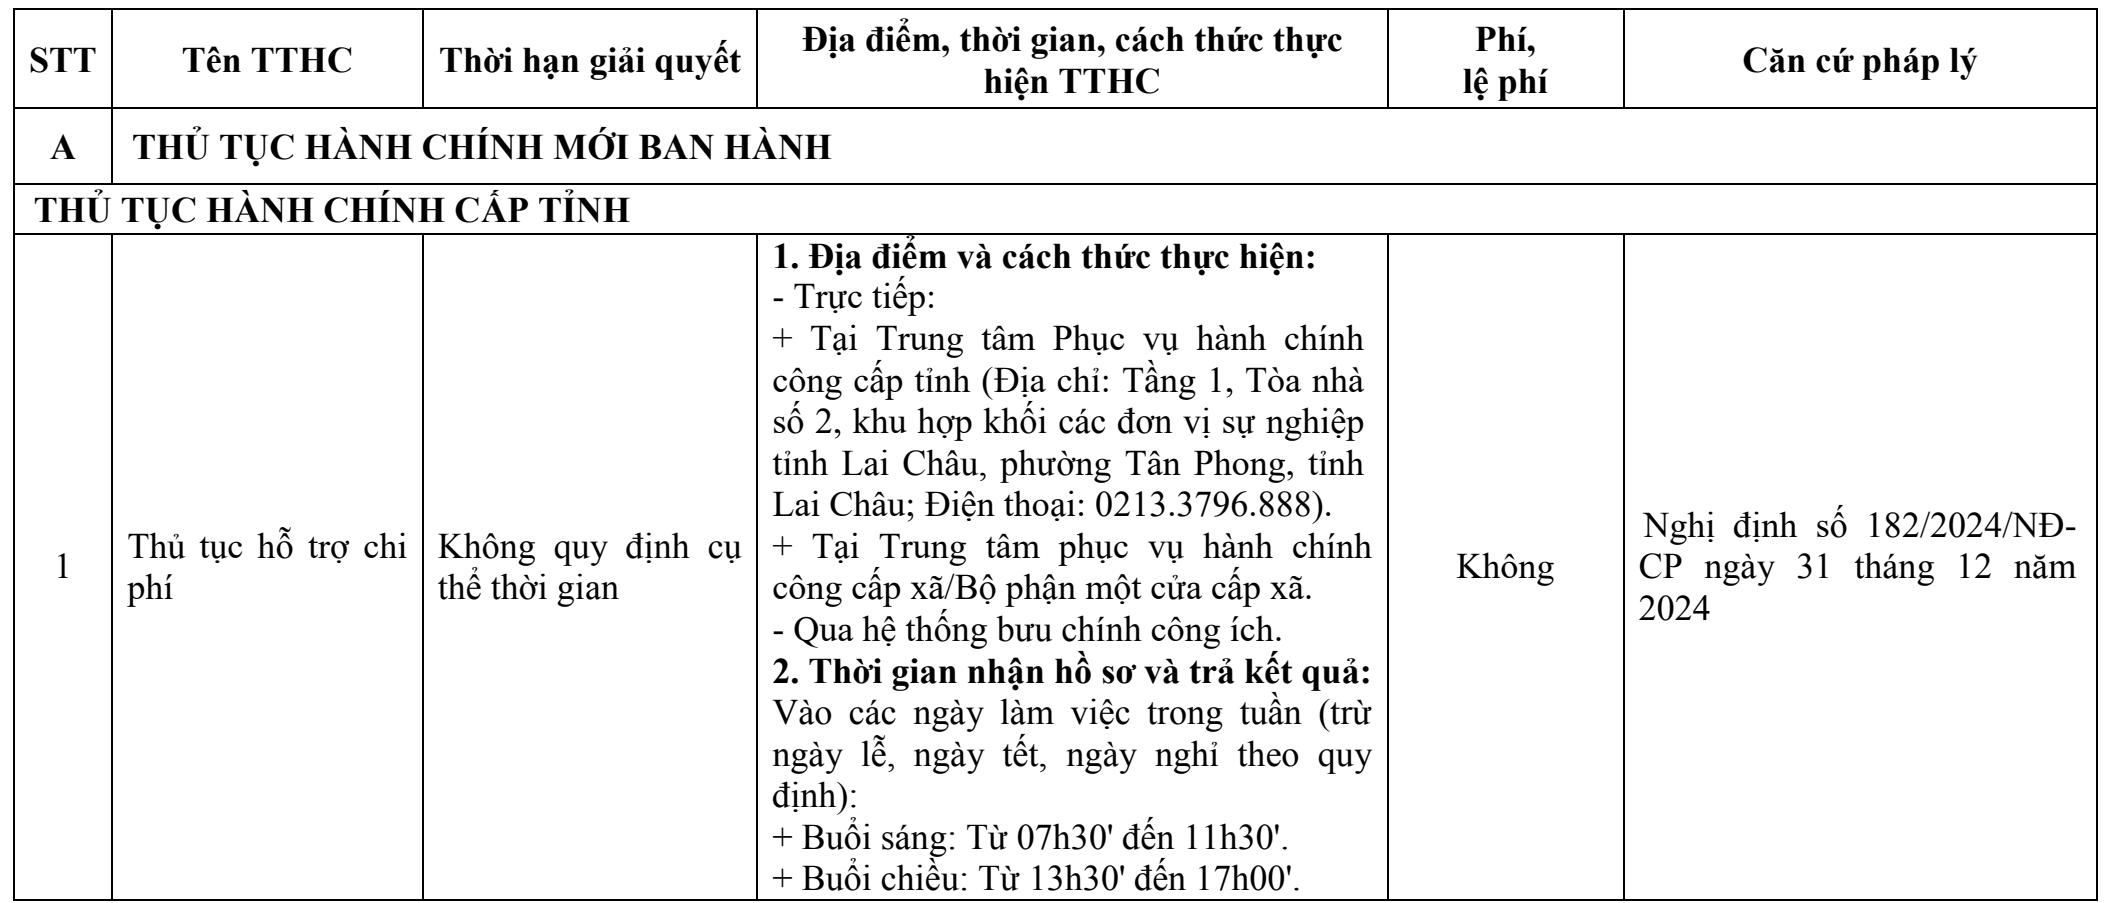 STT
Tên TTHC
Thời hạn giải quyết
Địa điểm, thời gian, cách thức thực
hiện TTHC
Phí,
lệ phí
Căn cứ pháp lý
A
THỦ TỤC HÀNH CHÍNH MỚI BAN HÀNH
THỦ TỤC HÀNH CHÍNH CẤP TỈNH
1
Thủ tục hỗ trợ chi
phí
Không quy định cụ
thể thời gian
1. Địa điểm và cách thức thực hiện:
- Trực tiếp:
+ Tại Trung tâm Phục vụ hành chính
công cấp tỉnh (Địa chỉ: Tầng 1, Tòa nhà
số 2, khu hợp khối các đơn vị sự nghiệp
tỉnh Lai Châu, phường Tân Phong, tỉnh
Lai Châu; Điện thoại: 0213.3796.888).
+ Tại Trung tâm phục vụ hành chính
công cấp xã/Bộ phận một cửa cấp xã.
- Qua hệ thống bưu chính công ích.
2. Thời gian nhận hồ sơ và trả kết quả:
Vào các ngày làm việc trong tuần (trừ
ngày lễ, ngày tết, ngày nghỉ theo quy
định):
+ Buổi sáng: Từ 07h30' đến 11h30'.
+ Buổi chiều: Từ 13h30' đến 17h00'.
Không
Nghị định số 182/2024/NĐ-
CP ngày 31 tháng 12 năm
2024